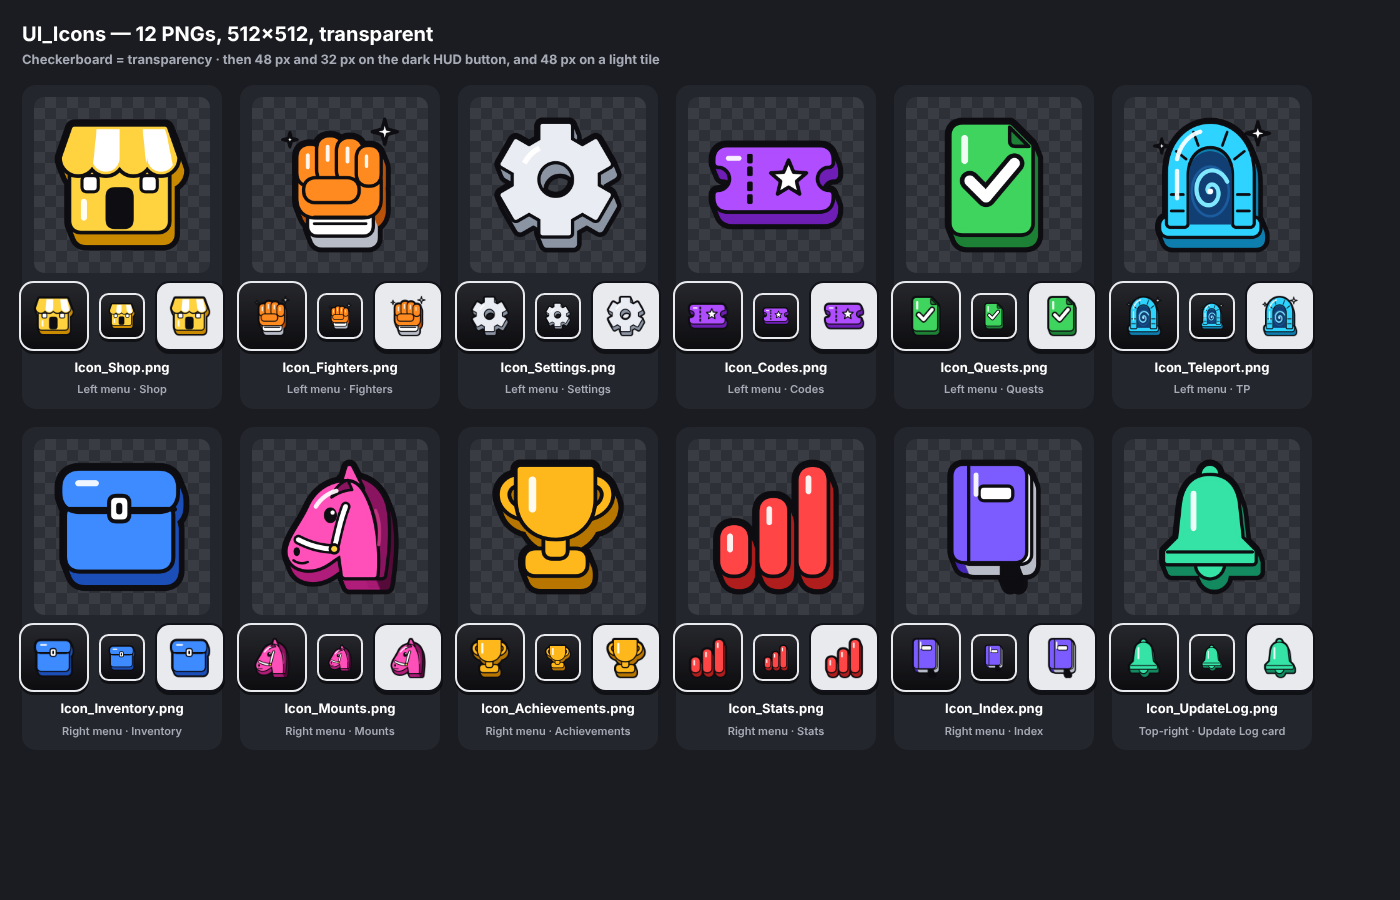 UI_Icons — 12 PNGs, 512×512, transparent
Checkerboard = transparency · then 48 px and 32 px on the dark HUD button, and 48 px on a light tile
Icon_Shop.png
Left menu · Shop
Icon_Fighters.png
Left menu · Fighters
Icon_Settings.png
Left menu · Settings
Icon_Codes.png
Left menu · Codes
Icon_Quests.png
Left menu · Quests
Icon_Teleport.png
Left menu · TP
Icon_Inventory.png
Right menu · Inventory
Icon_Mounts.png
Right menu · Mounts
Icon_Achievements.png
Right menu · Achievements
Icon_Stats.png
Right menu · Stats
Icon_Index.png
Right menu · Index
Icon_UpdateLog.png
Top-right · Update Log card